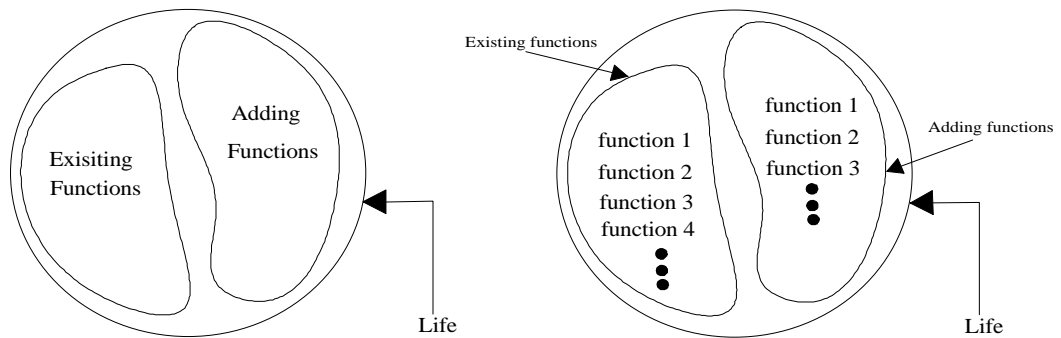 Exisiting
Functions
Adding
Functions
Life
Existing functions
function 1
function 2
function 3
function 4
function 1
function 2
function 3
Adding functions
Life